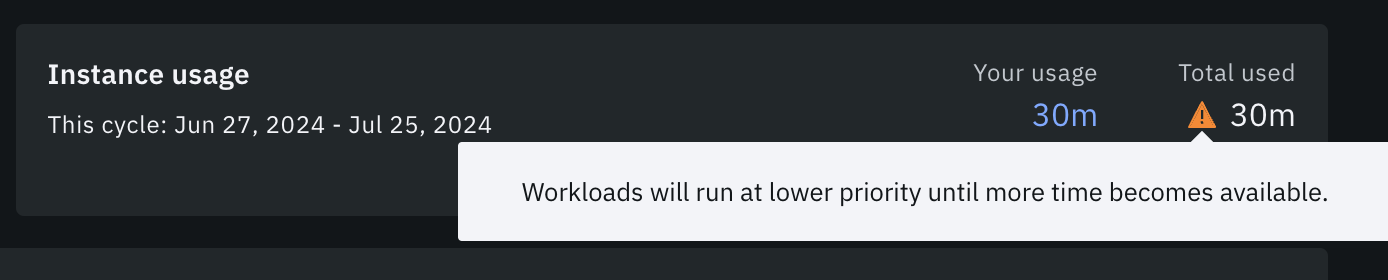 Instance usage
Your usage
Total used
This cycle: Jun 27, 2024 - Jul 25, 2024
30m
30m
Workloads will run at lower priority until more time becomes available.